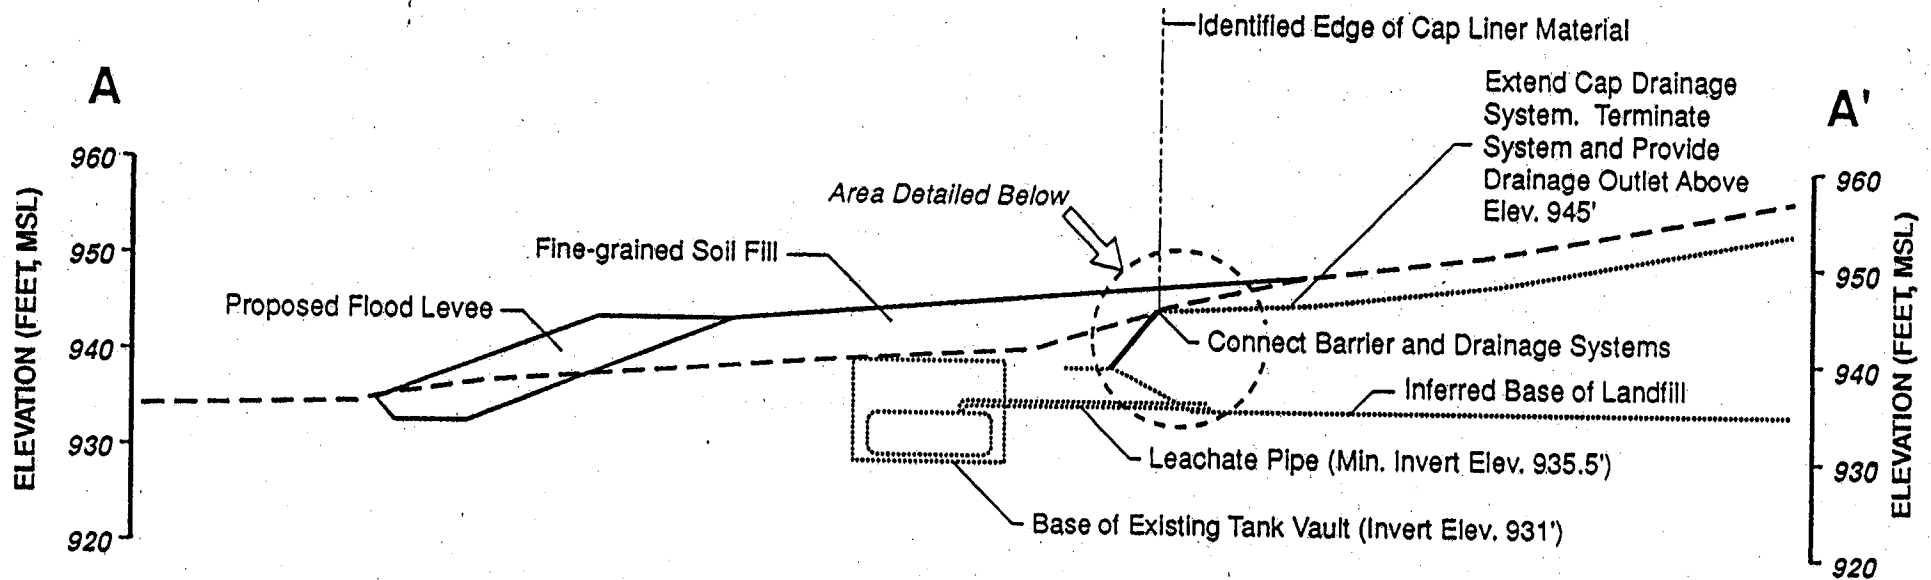 Identified Edge of Cap Liner Material
A
Extend Cap Drainage
System. Terminate
System and Provide
Drainage Outlet Above
Elev. 945'
A'
960
950
940
930
920
ELEVATION (FEET, MSL)
Area Detailed Below
Fine-grained Soil Fill
Proposed Flood Levee
Connect Barrier and Drainage Systems
Inferred Base of Landfill
Leachate Pipe (Min. Invert Elev. 935.5')
Base of Existing Tank Vault (Invert Elev. 931')
960
950
940
930
920
ELEVATION (FEET, MSL)